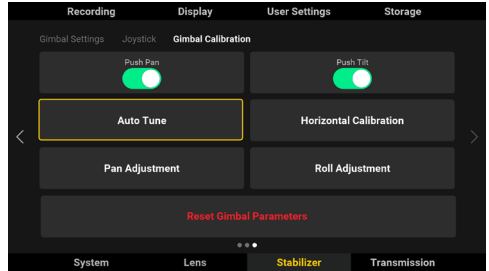 Recording Display User Settings Storage
Gimbal Settings Joystick Gimbal Calibration
Push Pan Push Tilt
Auto Tune Horizontal Calibration
Pan Adjustment Roll Adjustment
Reset Gimbal Parameters
System Lens Stabilizer Transmission